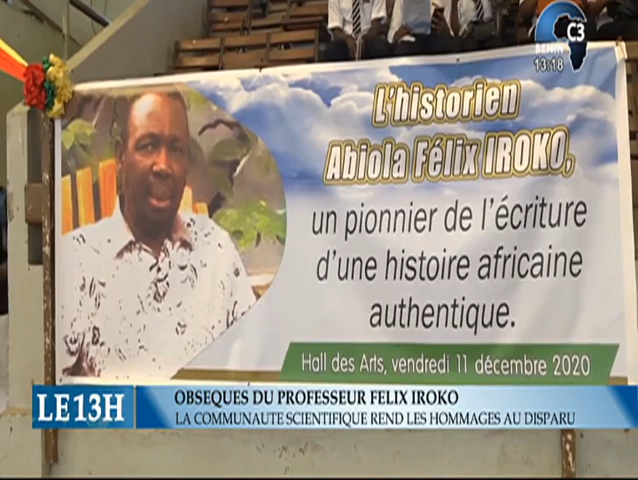 C3
BENIN
13:18
L'historien
Abiola Félix IROKO,
un pionnier de l'écriture
d'une histoire africaine
authentique.
Hall des Arts, vendredi 11 décembre 2020
LE13H
OBSEQUES DU PROFESSEUR FELIX IROKO
LA COMMUNAUTE SCIENTIFIQUE REND LES HOMMAGES AU DISPARU